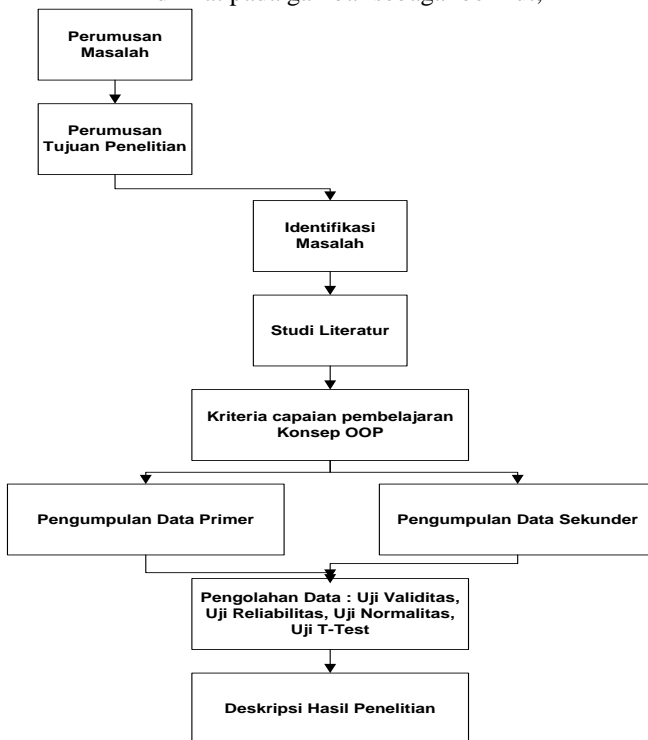 Perumusah
Masalah
Perumusan
Tujuan Penelitian
Identifikasi
Masalah
Studi Literatur
Kriteria capaian pembelajaran
Konsep OOP
Pengumpulan Data Primer
Pengumpulan Data Sekunder
Pengolahan Data : Uji Validitas,
Uji Reliabilitas, Uji Normalitas,
Uji T-Test
Deskripsi Hasil Penelitian